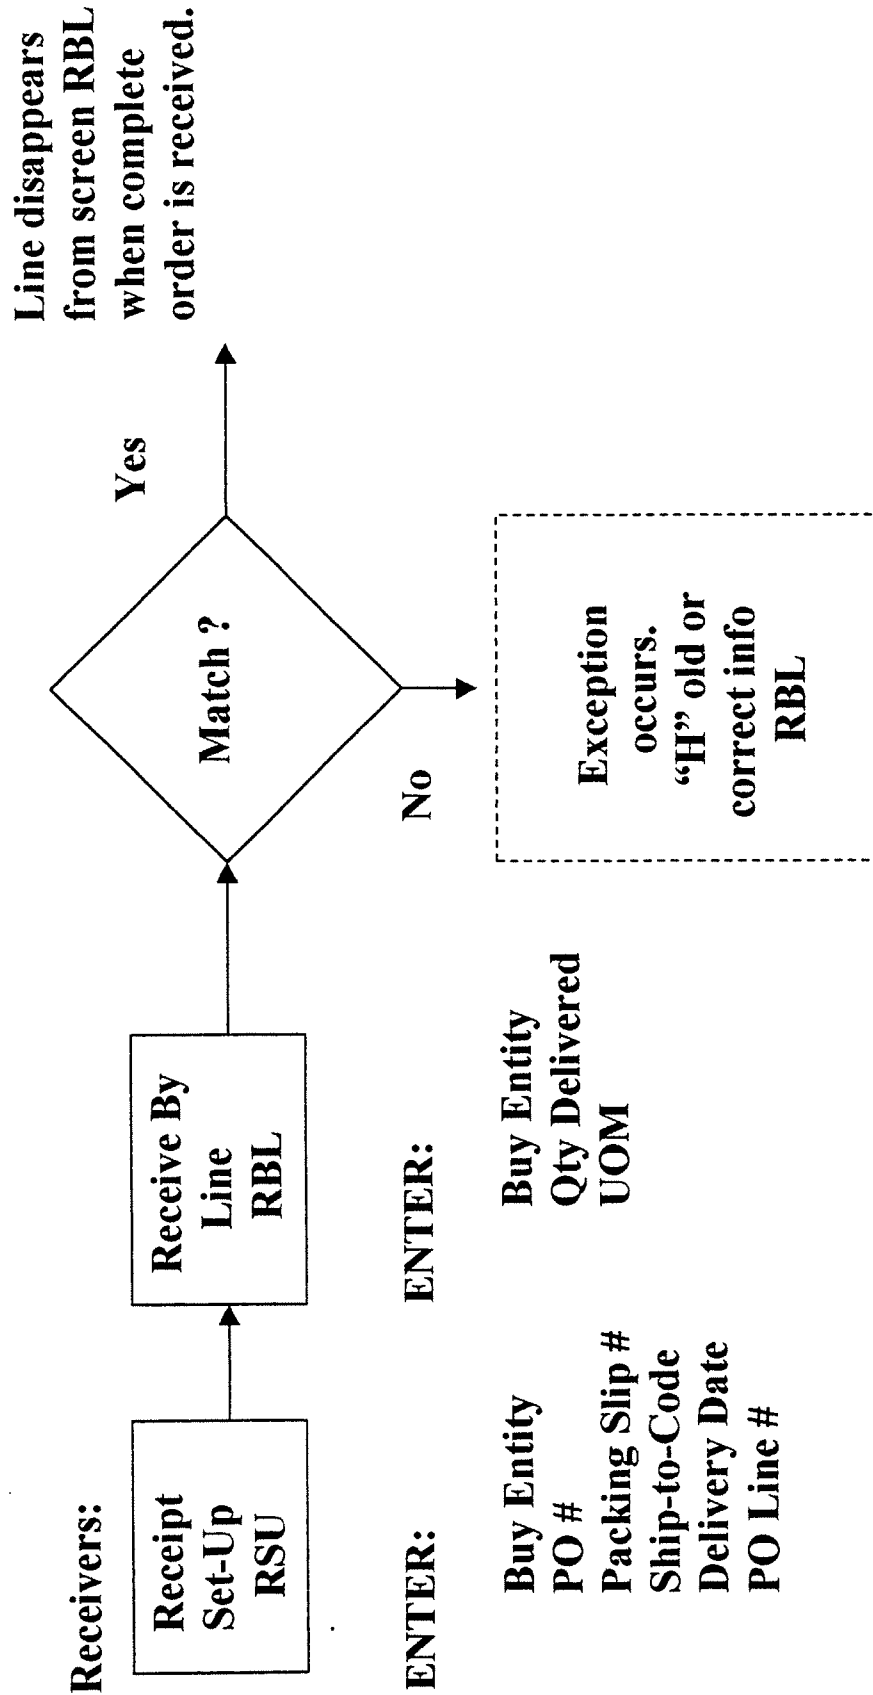 Receivers:
Receipt
Set-Up
RSU
Receive By
Line
RBL
Match ?
Yes
Line disappears
from screen RBL
when complete
order is received.
No
Exception
occurs.
“H” old or
correct info
RBL
ENTER:
Buy Entity
PO #
Packing Slip #
Ship-to-Code
Delivery Date
PO Line #
ENTER:
Buy Entity
Qty Delivered
UOM